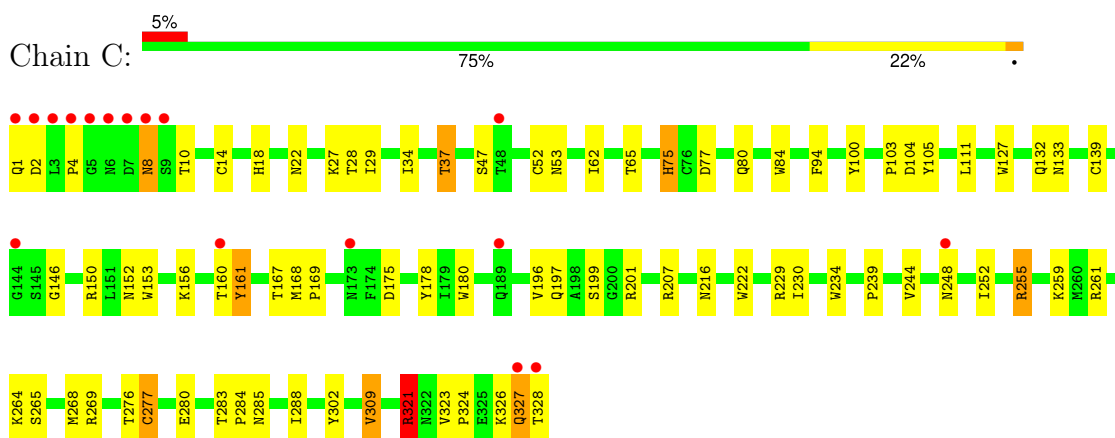 5%
Chain C:
75% 22% •
Q1 D2 L3 P4 G5 N6 D7 N8 S9 T10 C14 H18 N22 K27 T28 I29 I34 T37 S47 T48 C52 N53 I62 T65 H75 C76 D77 Q80 W84 F94 Y100 P103 D104 Y105 L111 W127 Q132 N133 C139
G144 S145 G146 R150 L151 N152 W153 K156 T160 Y161 T167 M168 P169 N173 F174 D175 Y178 I179 W180 Q189 V196 Q197 A198 S199 G200 R201 R207 N216 W222 R229 I230 W234 P239 V244 N248 I252 R255 K259 M260 R261
K264 S265 M268 R269 T276 C277 E280 T283 P284 N285 I288 Y302 V309 R321 N322 V323 P324 E325 K326 Q327 T328